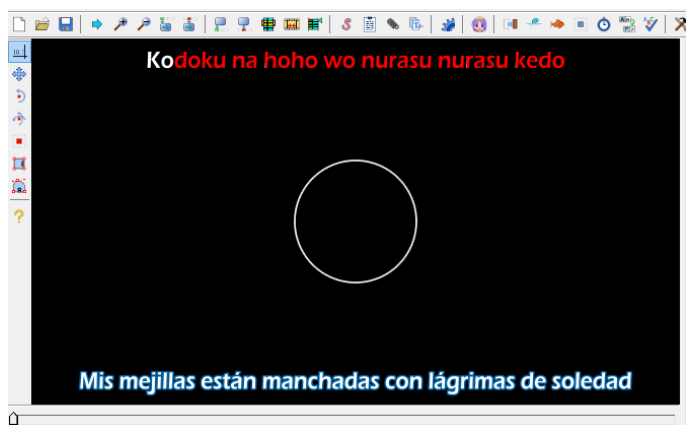 Kodoku na hoho wo nurasu nurasu kedo
Mis mejillas están manchadas con lágrimas de soledad